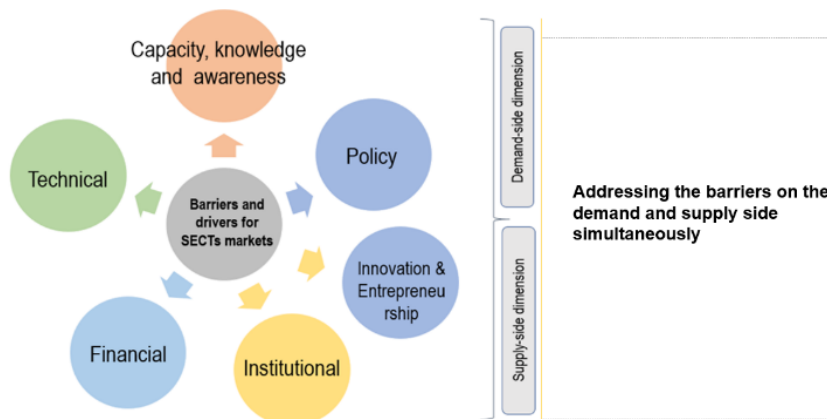 Capacity, knowledge
and awareness
Policy
Technical
Barriers and
drivers for
SECTs markets
Innovation &
Entrepreneu
rship
Financial
Institutional
Demand-side dimension
Supply-side dimension
Addressing the barriers on the
demand and supply side
simultaneously